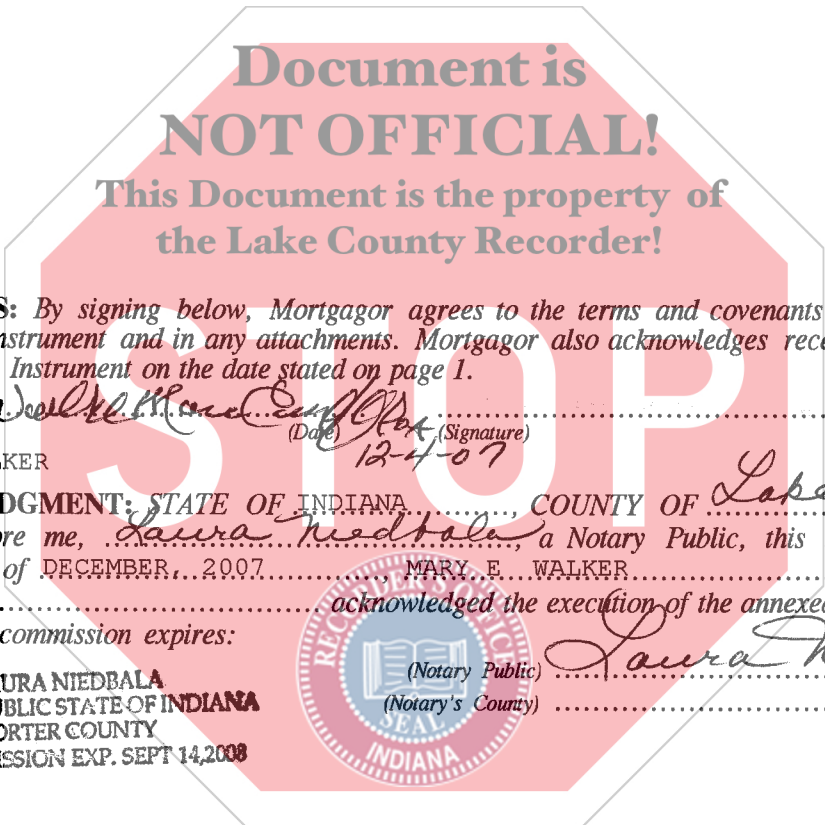 Document is
NOT OFFICIAL!
This Document is the property of
the Lake County Recorder!
STOP
S: By signing below, Mortgagor agrees to the terms and covenants
nstrument and in any attachments. Mortgagor also acknowledges rece
Instrument on the date stated on page 1.
(Date) (Signature)
12-4-07
KER
DGMENT: STATE OF INDIANA, COUNTY OF Lake
re me, Laura Niedbala, a Notary Public, this
of DECEMBER, 2007, MARY E WALKER
acknowledged the execution of the annexed
commission expires:
(Notary Public) Laura N
(Notary's County)
URA NIEDBALA
BLIC STATE OF INDIANA
ORTER COUNTY
SSION EXP. SEPT 14,2008
RECORDER'S OFFICE
SEAL
INDIANA